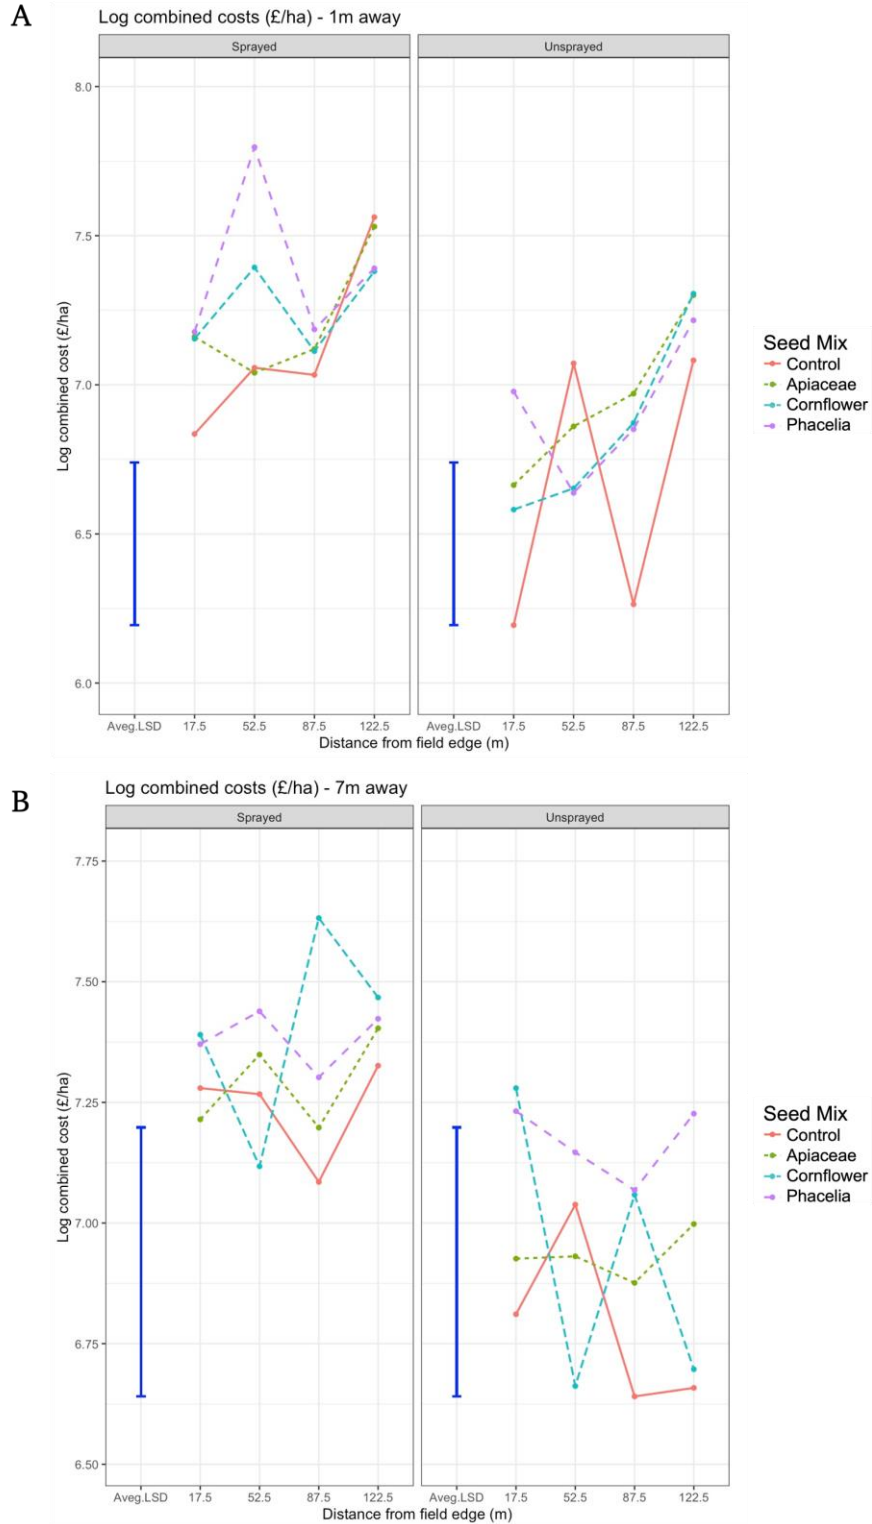 A
Log combined costs (£/ha) - 1m away
Sprayed
Unsprayed
8.0
7.5
7.0
6.5
6.0
Log combined cost (£/ha)
Aveg.LSD 17.5 52.5 87.5 122.5
Aveg.LSD 17.5 52.5 87.5 122.5
Distance from field edge (m)
Seed Mix
Control
Apiaceae
Cornflower
Phacelia
B
Log combined costs (£/ha) - 7m away
Sprayed
Unsprayed
7.75
7.50
7.25
7.00
6.75
6.50
Log combined cost (£/ha)
Aveg.LSD 17.5 52.5 87.5 122.5
Aveg.LSD 17.5 52.5 87.5 122.5
Distance from field edge (m)
Seed Mix
Control
Apiaceae
Cornflower
Phacelia